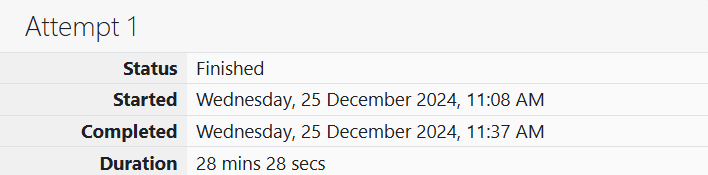 Attempt 1
Status Finished
Started Wednesday, 25 December 2024, 11:08 AM
Completed Wednesday, 25 December 2024, 11:37 AM
Duration 28 mins 28 secs